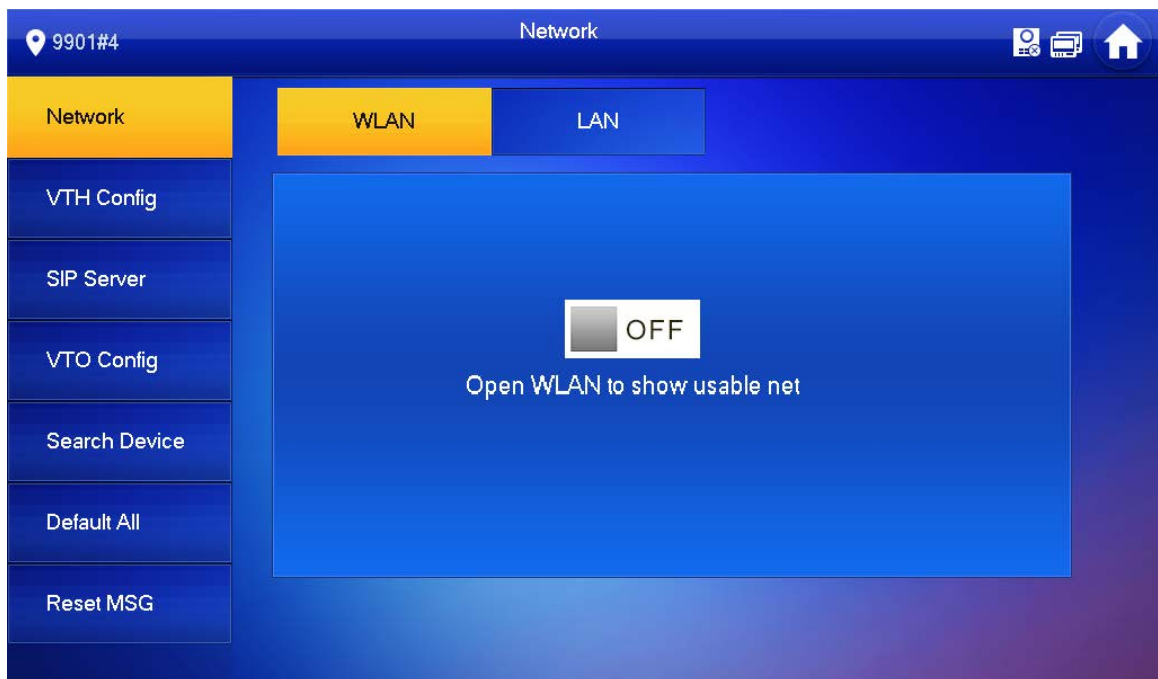 9901#4
Network
Network
WLAN
LAN
VTH Config
SIP Server
VTO Config
Search Device
Default All
Reset MSG
OFF
Open WLAN to show usable net